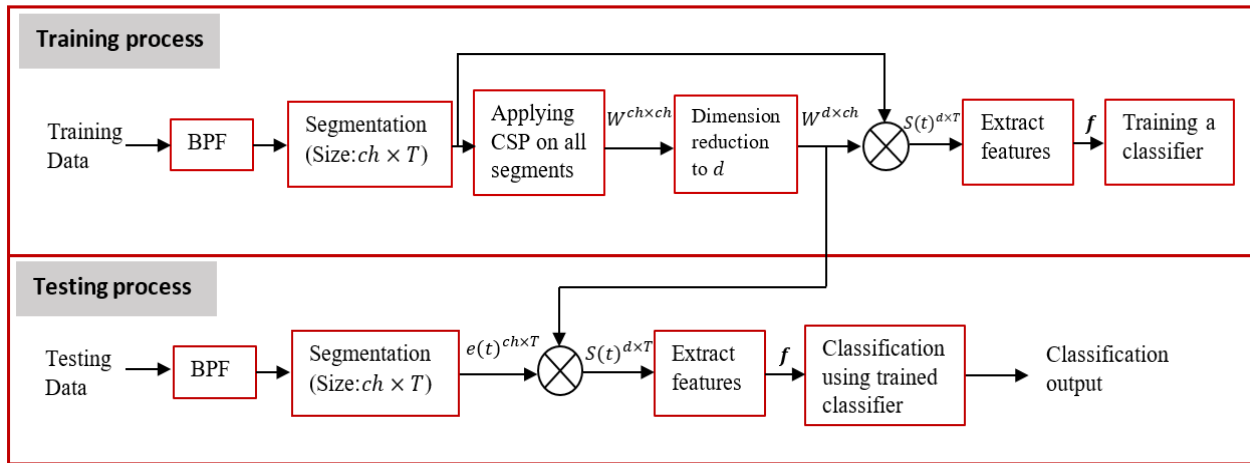 Training process
Training
Data
BPF
Segmentation
(Size:ch × T)
Applying
CSP on all
segments
W^{ch×ch}
Dimension
reduction
to d
W^{d×ch}
S(t)^{d×T}
Extract
features
f
Training a
classifier
Testing process
Testing
Data
BPF
Segmentation
(Size:ch × T)
e(t)^{ch×T}
S(t)^{d×T}
Extract
features
f
Classification
using trained
classifier
Classification
output